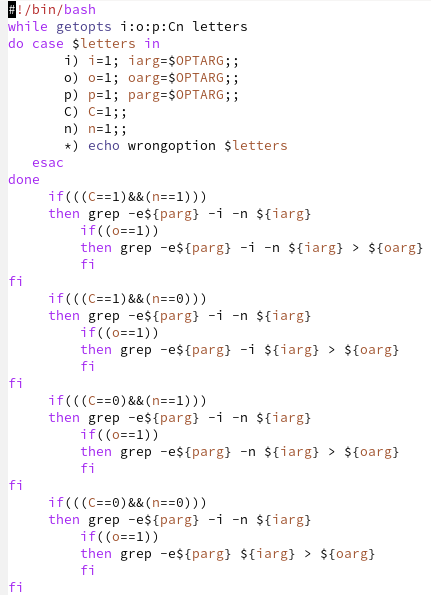 #!/bin/bash
while getopts i:o:p:Cn letters
do case $letters in
       i) i=1; iarg=$OPTARG;;
       o) o=1; oarg=$OPTARG;;
       p) p=1; parg=$OPTARG;;
       C) C=1;;
       n) n=1;;
       *) echo wrongoption $letters
   esac
done
     if(((C==1)&&(n==1)))
     then grep -e${parg} -i -n ${iarg}
         if((o==1))
         then grep -e${parg} -i -n ${iarg} > ${oarg}
         fi
fi
     if(((C==1)&&(n==0)))
     then grep -e${parg} -i -n ${iarg}
         if((o==1))
         then grep -e${parg} -i ${iarg} > ${oarg}
         fi
fi
     if(((C==0)&&(n==1)))
     then grep -e${parg} -i -n ${iarg}
         if((o==1))
         then grep -e${parg} -n ${iarg} > ${oarg}
         fi
fi
     if(((C==0)&&(n==0)))
     then grep -e${parg} -i -n ${iarg}
         if((o==1))
         then grep -e${parg} ${iarg} > ${oarg}
         fi
fi